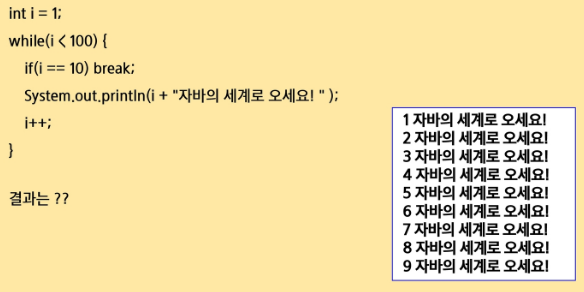 int i = 1;
while(i < 100) {
if(i == 10) break;
System.out.println(i + "자바의 세계로 오세요! " );
i++;
}
결과는 ??
1 자바의 세계로 오세요!
2 자바의 세계로 오세요!
3 자바의 세계로 오세요!
4 자바의 세계로 오세요!
5 자바의 세계로 오세요!
6 자바의 세계로 오세요!
7 자바의 세계로 오세요!
8 자바의 세계로 오세요!
9 자바의 세계로 오세요!